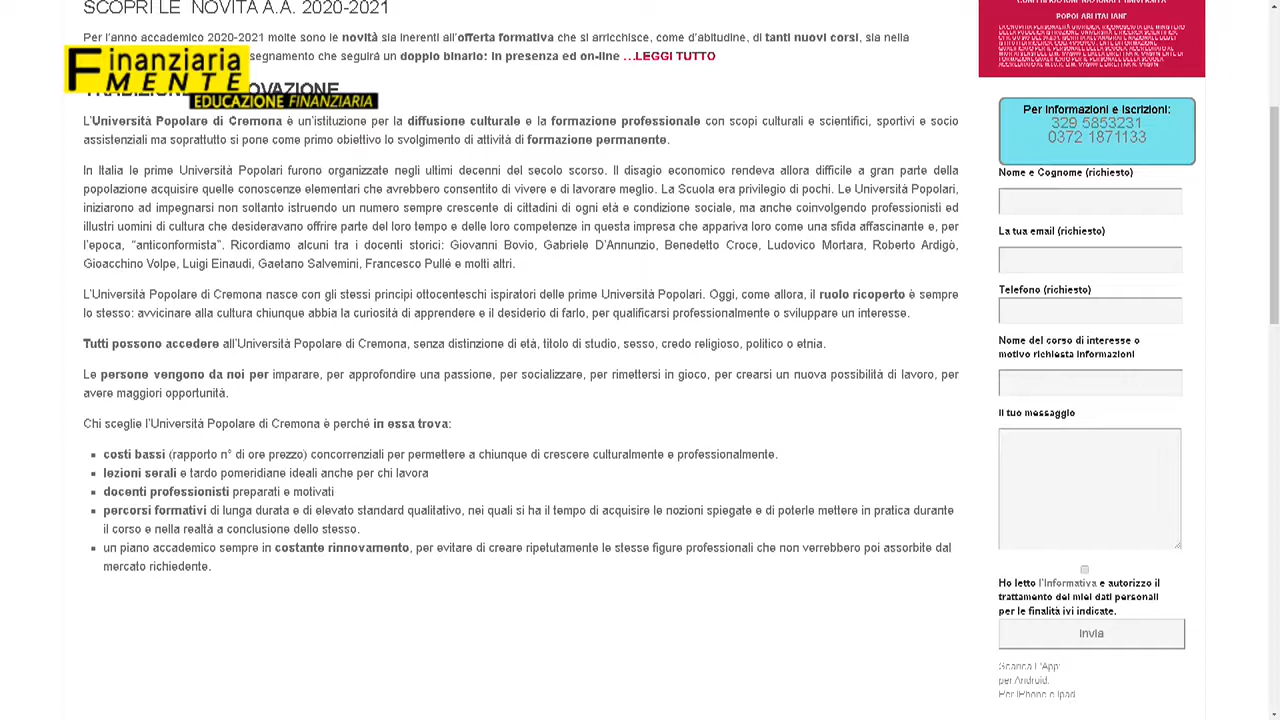 SCOPRI LE NOVITÀ A.A. 2020-2021
Per l'anno accademico 2020-2021 molte sono le novità sia inerenti all'offerta formativa che si arricchisce, come d'abitudine, di tanti nuovi corsi, sia nella
segnamento che seguirà un doppio binario: in presenza ed on-line ...LEGGI TUTTO
Finanziaria
MENTE
EDUCAZIONE FINANZIARIA
L'Università Popolare di Cremona è un'istituzione per la diffusione culturale e la formazione professionale con scopi culturali e scientifici, sportivi e socio
assistenziali ma soprattutto si pone come primo obiettivo lo svolgimento di attività di formazione permanente.
In Italia le prime Università Popolari furono organizzate negli ultimi decenni del secolo scorso. Il disagio economico rendeva allora difficile a gran parte della
popolazione acquisire quelle conoscenze elementari che avrebbero consentito di vivere e di lavorare meglio. La Scuola era privilegio di pochi. Le Università Popolari,
iniziarono ad impegnarsi non soltanto istruendo un numero sempre crescente di cittadini di ogni età e condizione sociale, ma anche coinvolgendo professionisti ed
illustri uomini di cultura che desideravano offrire parte del loro tempo e delle loro competenze in questa impresa che appariva loro come una sfida affascinante e, per
l'epoca, "anticonformista". Ricordiamo alcuni tra i docenti storici: Giovanni Bovio, Gabriele D'Annunzio, Benedetto Croce, Ludovico Mortara, Roberto Ardigò,
Gioacchino Volpe, Luigi Einaudi, Gaetano Salvemini, Francesco Pullé e molti altri.
L'Università Popolare di Cremona nasce con gli stessi principi ottocenteschi ispiratori delle prime Università Popolari. Oggi, come allora, il ruolo ricoperto è sempre
lo stesso: avvicinare alla cultura chiunque abbia la curiosità di apprendere e il desiderio di farlo, per qualificarsi professionalmente o sviluppare un interesse.
Tutti possono accedere all'Università Popolare di Cremona, senza distinzione di età, titolo di studio, sesso, credo religioso, politico o etnia.
Le persone vengono da noi per imparare, per approfondire una passione, per socializzare, per rimettersi in gioco, per crearsi un nuova possibilità di lavoro, per
avere maggiori opportunità.
Chi sceglie l'Università Popolare di Cremona è perché in essa trova:
costi bassi (rapporto n° di ore prezzo) concorrenziali per permettere a chiunque di crescere culturalmente e professionalmente.
lezioni serali e tardo pomeridiane ideali anche per chi lavora
docenti professionisti preparati e motivati
percorsi formativi di lunga durata e di elevato standard qualitativo, nei quali si ha il tempo di acquisire le nozioni spiegate e di poterle mettere in pratica durante
il corso e nella realtà a conclusione dello stesso.
un piano accademico sempre in costante rinnovamento, per evitare di creare ripetutamente le stesse figure professionali che non verrebbero poi assorbite dal
mercato richiedente.
POPOLARI ITALIANE
Per informazioni e iscrizioni:
329 5853231
0372 1871133
Nome e Cognome (richiesto)
La tua email (richiesto)
Telefono (richiesto)
Nome del corso di interesse o
motivo richiesta informazioni
Il tuo messaggio
Ho letto l'informativa e autorizzo il
trattamento dei miei dati personali
per le finalità ivi indicate.
Invia
Scarica L'App:
per Android.
Per iPhone o Ipad